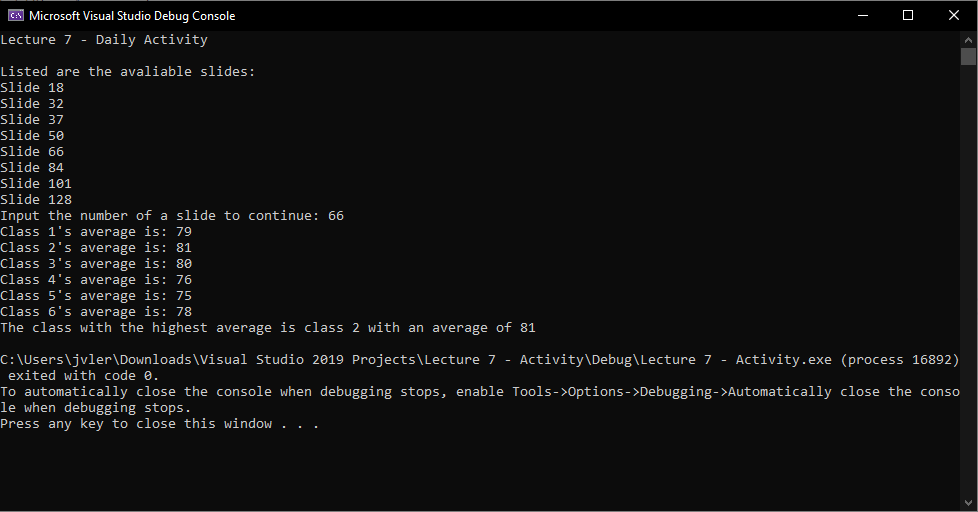 Microsoft Visual Studio Debug Console
Lecture 7 - Daily Activity
Listed are the avaliable slides:
Slide 18
Slide 32
Slide 37
Slide 50
Slide 66
Slide 84
Slide 101
Slide 128
Input the number of a slide to continue: 66
Class 1's average is: 79
Class 2's average is: 81
Class 3's average is: 80
Class 4's average is: 76
Class 5's average is: 75
Class 6's average is: 78
The class with the highest average is class 2 with an average of 81
C:\Users\jvler\Downloads\Visual Studio 2019 Projects\Lecture 7 - Activity\Debug\Lecture 7 - Activity.exe (process 16892)
 exited with code 0.
To automatically close the console when debugging stops, enable Tools->Options->Debugging->Automatically close the conso
le when debugging stops.
Press any key to close this window . . .